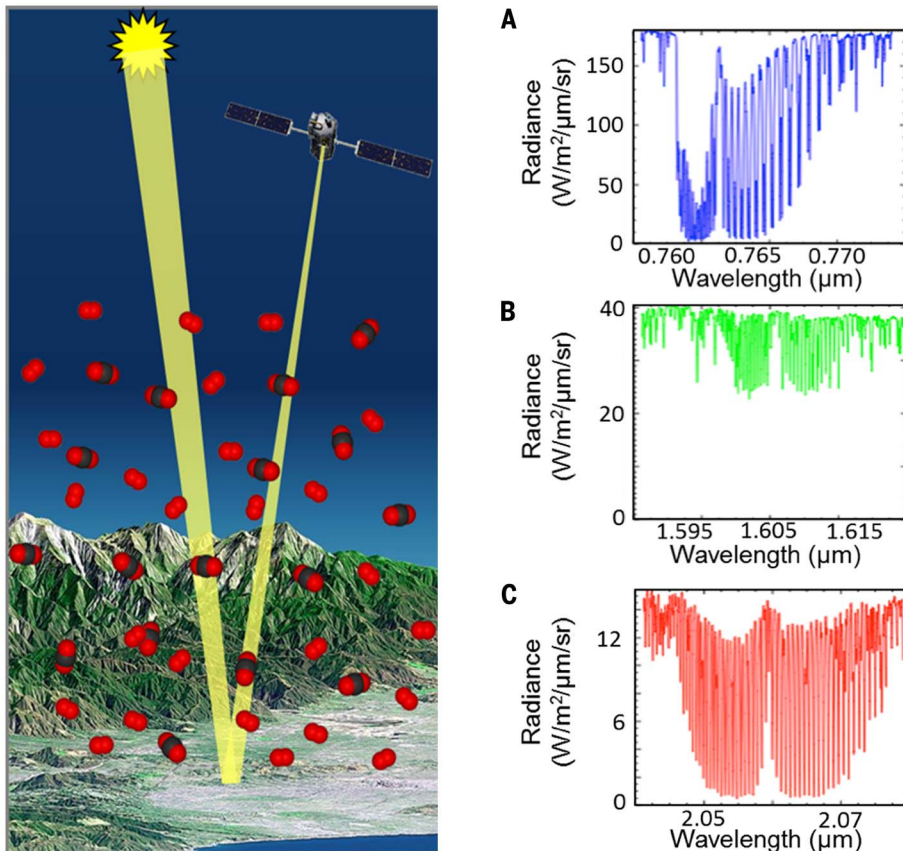 A
Radiance
(W/m²/μm/sr)
150
100
50
0
0.760 0.765 0.770
Wavelength (μm)
B
Radiance
(W/m²/μm/sr)
40
20
0
1.595 1.605 1.615
Wavelength (μm)
C
Radiance
(W/m²/μm/sr)
12
6
0
2.05 2.07
Wavelength (μm)